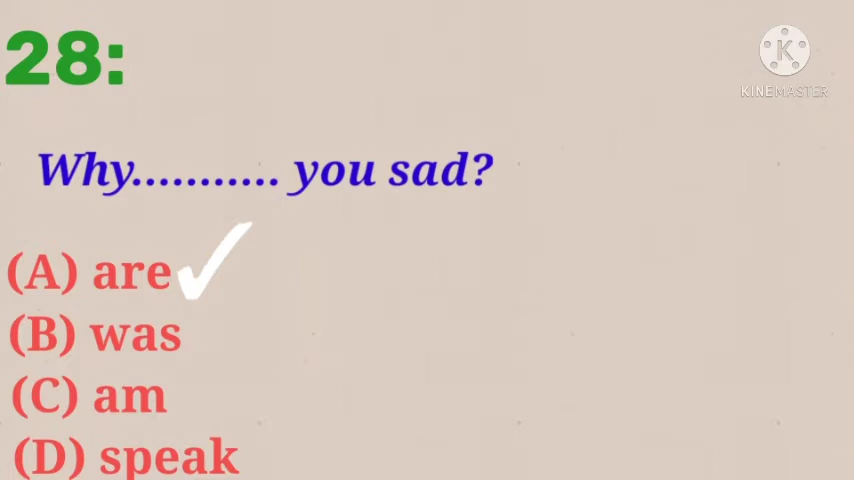 28:
KINEMASTER
Why........... you sad?
(A) are
(B) was
(C) am
(D) speak